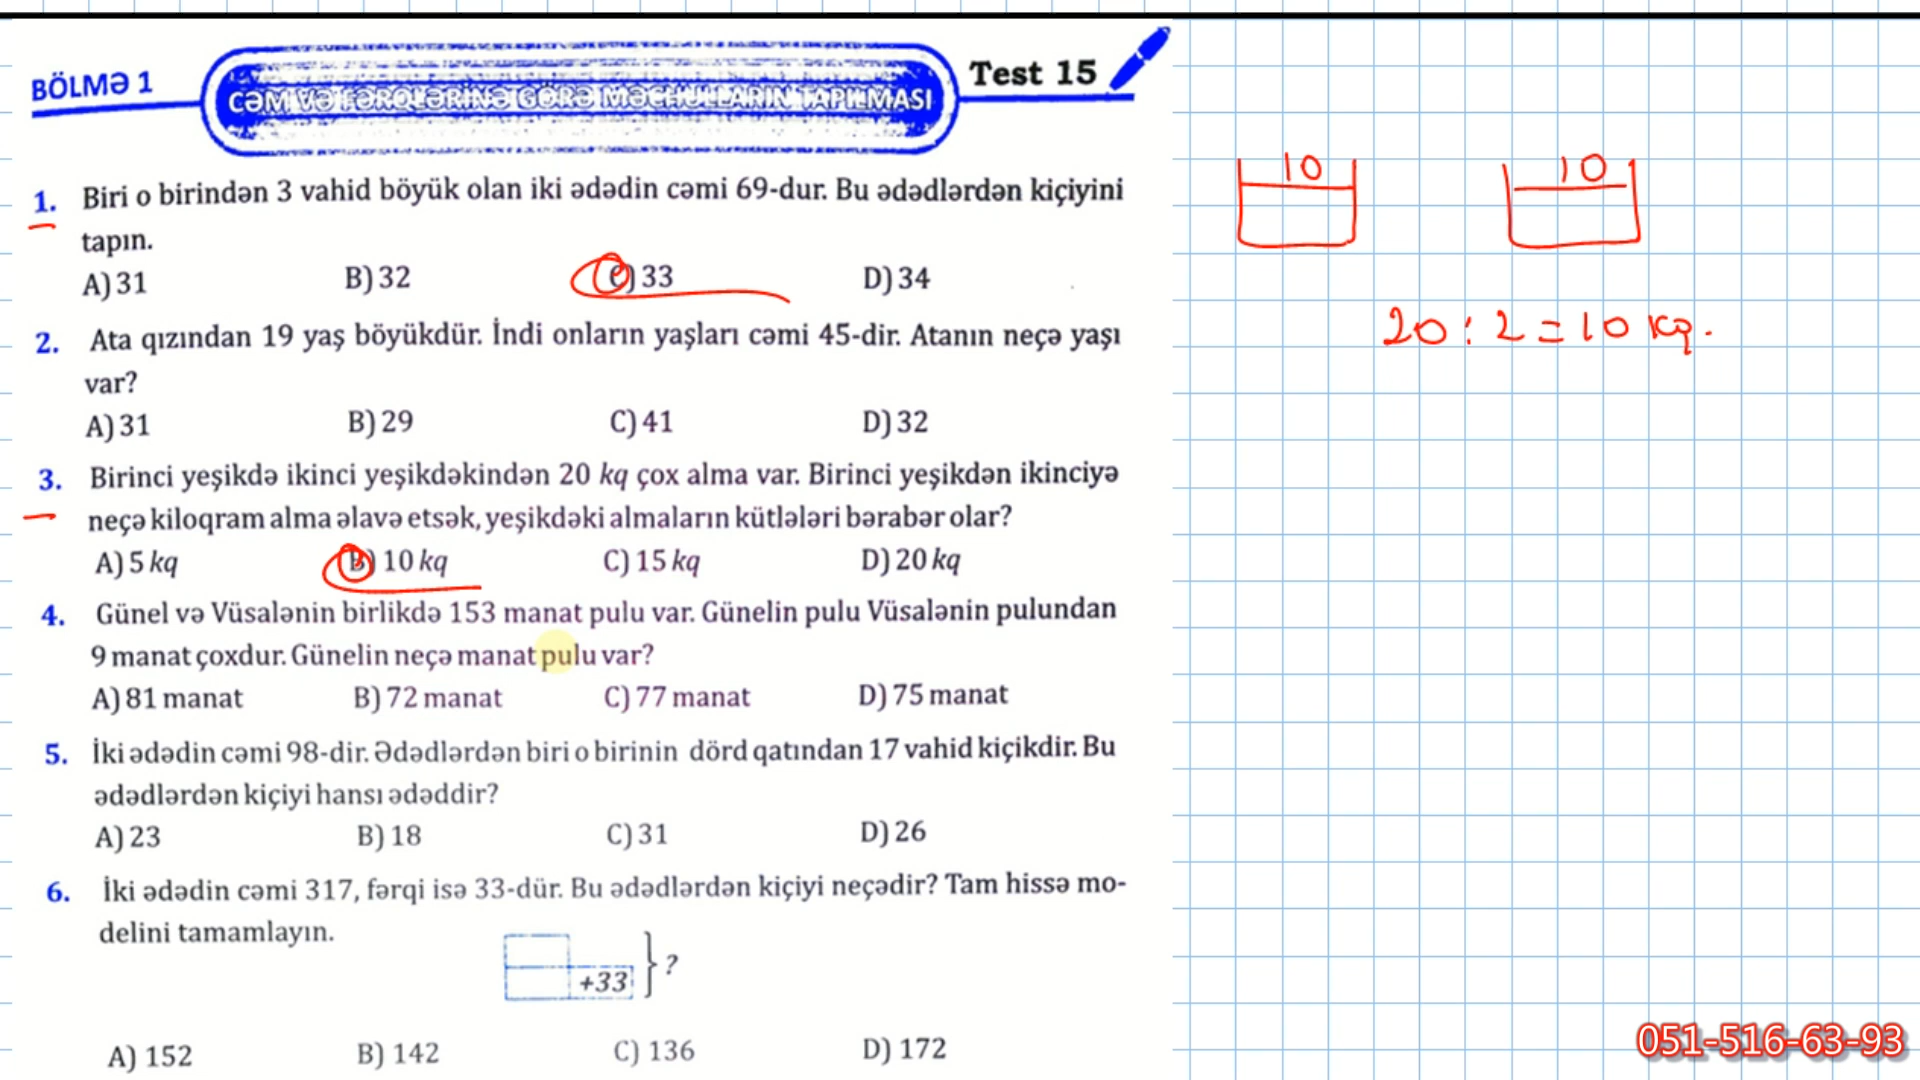 BÖLMƏ 1
CƏM VƏ FƏRQLƏRİNƏ GÖRƏ MƏCHULLARIN TAPILMASI
Test 15
1. Biri o birindən 3 vahid böyük olan iki ədədin cəmi 69-dur. Bu ədədlərdən kiçiyini
tapın.
A) 31 B) 32 C) 33 D) 34
2. Ata qızından 19 yaş böyükdür. İndi onların yaşları cəmi 45-dir. Atanın neçə yaşı
var?
A) 31 B) 29 C) 41 D) 32
3. Birinci yeşikdə ikinci yeşikdəkindən 20 kq çox alma var. Birinci yeşikdən ikinciyə
neçə kiloqram alma əlavə etsək, yeşikdəki almaların kütlələri bərabər olar?
A) 5 kq B) 10 kq C) 15 kq D) 20 kq
4. Günel və Vüsalənin birlikdə 153 manat pulu var. Günelin pulu Vüsalənin pulundan
9 manat çoxdur. Günelin neçə manat pulu var?
A) 81 manat B) 72 manat C) 77 manat D) 75 manat
5. İki ədədin cəmi 98-dir. Ədədlərdən biri o birinin dörd qatından 17 vahid kiçikdir. Bu
ədədlərdən kiçiyi hansı ədəddir?
A) 23 B) 18 C) 31 D) 26
6. İki ədədin cəmi 317, fərqi isə 33-dür. Bu ədədlərdən kiçiyi neçədir? Tam hissə mo-
delini tamamlayın.
+33 } ?
A) 152 B) 142 C) 136 D) 172
10 10
20 : 2 = 10 kq.
051-516-63-93